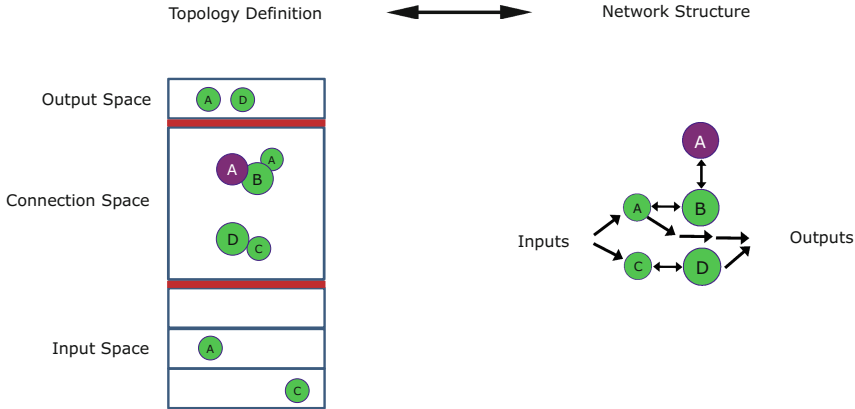 Topology Definition
Network Structure
Output Space
A D
A
A
B
Connection Space
D
C
Input Space
A
C
A
A
B
Inputs
Outputs
C
D